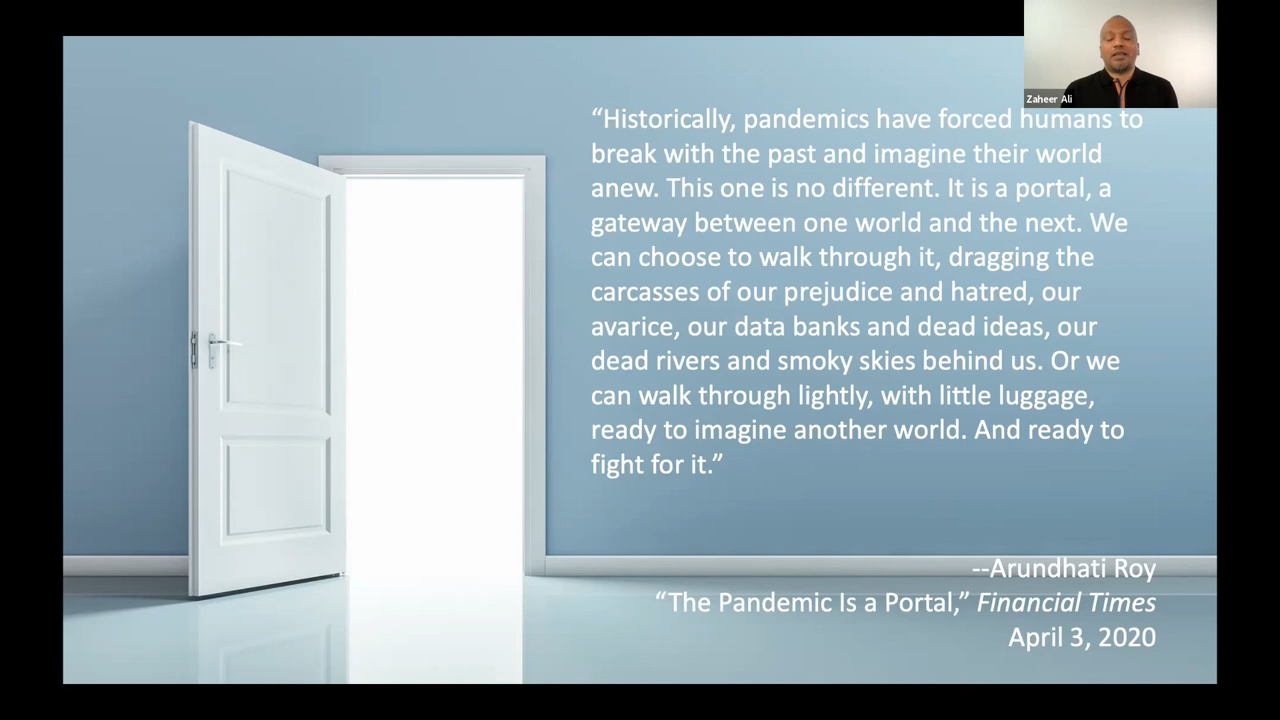 Zaheer Ali
“Historically, pandemics have forced humans to
break with the past and imagine their world
anew. This one is no different. It is a portal, a
gateway between one world and the next. We
can choose to walk through it, dragging the
carcasses of our prejudice and hatred, our
avarice, our data banks and dead ideas, our
dead rivers and smoky skies behind us. Or we
can walk through lightly, with little luggage,
ready to imagine another world. And ready to
fight for it.”
--Arundhati Roy
“The Pandemic Is a Portal,” Financial Times
April 3, 2020